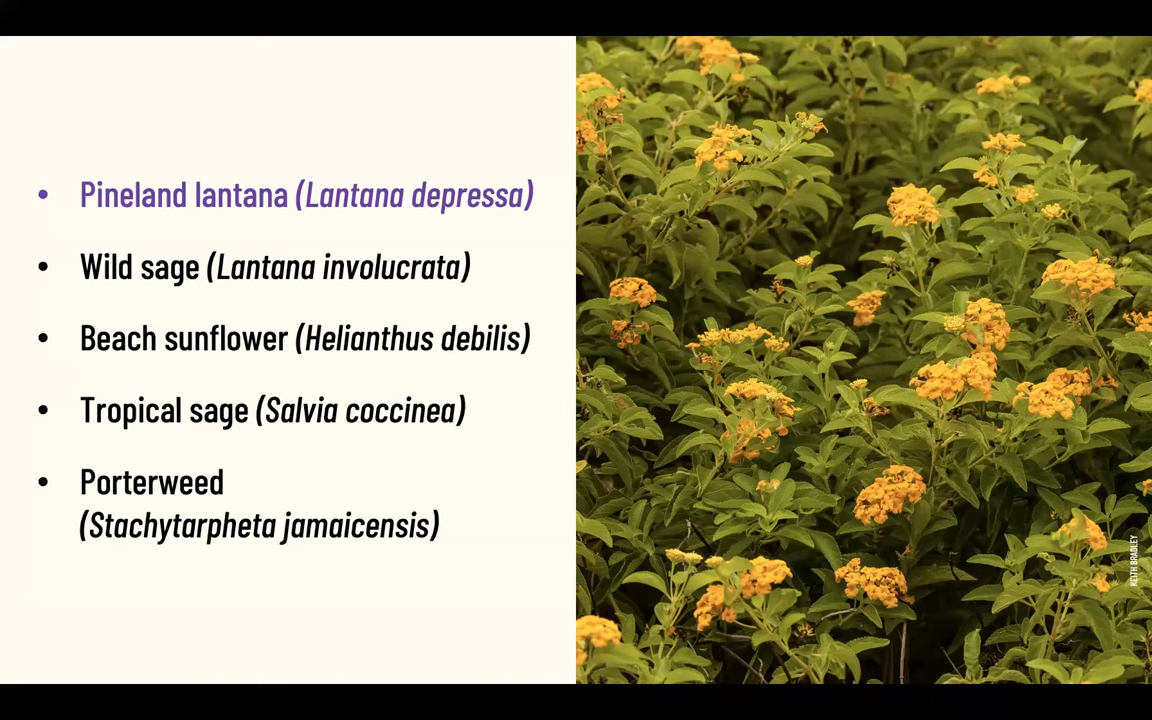 • Pineland lantana (Lantana depressa)
• Wild sage (Lantana involucrata)
• Beach sunflower (Helianthus debilis)
• Tropical sage (Salvia coccinea)
• Porterweed
(Stachytarpheta jamaicensis)
KEITH BRADLEY